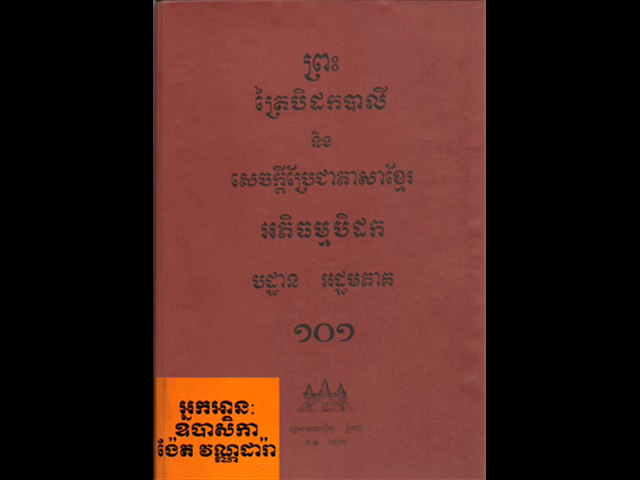 ព្រះ
ត្រៃបិដកបាលី
និង
សេចក្ដីប្រែជាភាសាខ្មែរ
អភិធម្មបិដក
បដ្ឋាន អដ្ឋមភាគ
១០១
អ្នកអាន:
ឧបាសិកា
ង៉ែត វណ្ណដារ៉ា